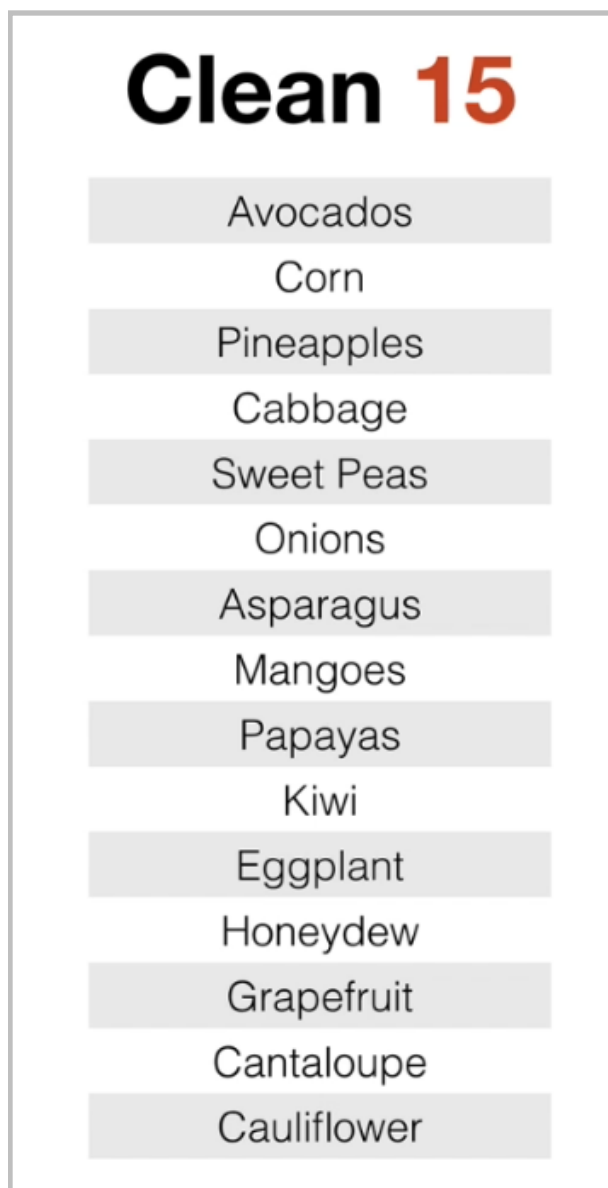 Clean 15
Avocados
Corn
Pineapples
Cabbage
Sweet Peas
Onions
Asparagus
Mangoes
Papayas
Kiwi
Eggplant
Honeydew
Grapefruit
Cantaloupe
Cauliflower